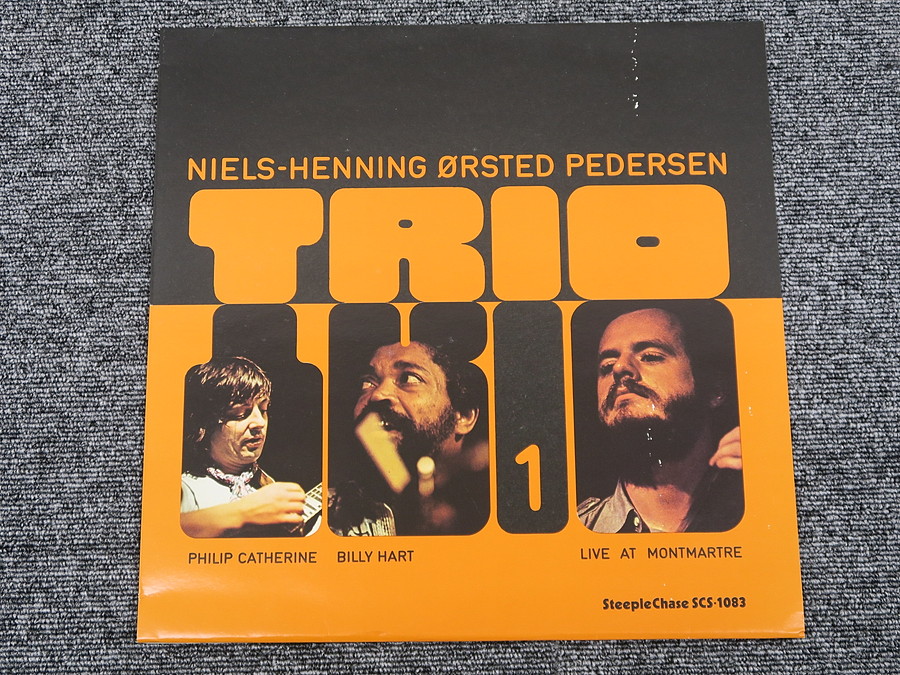 NIELS-HENNING ØRSTED PEDERSEN
TRIO
1
PHILIP CATHERINE BILLY HART LIVE AT MONTMARTRE
SteepleChase SCS-1083